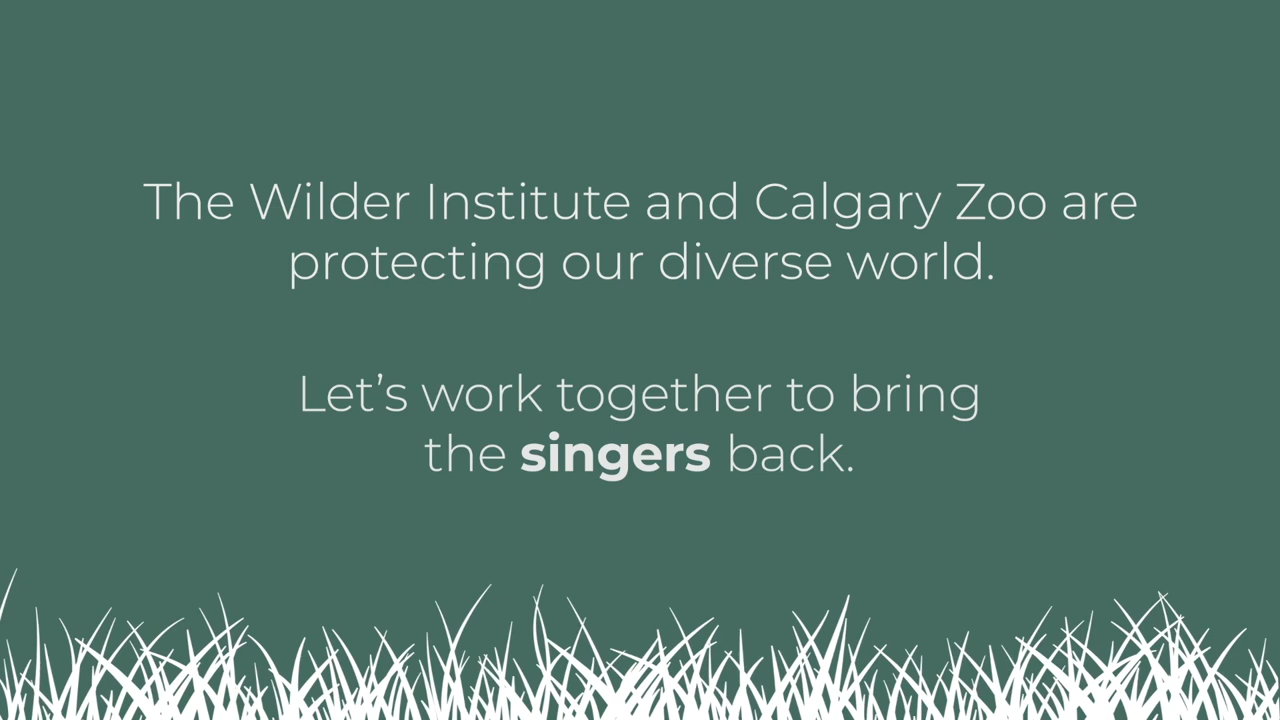 The Wilder Institute and Calgary Zoo are
protecting our diverse world.
Let’s work together to bring
the singers back.